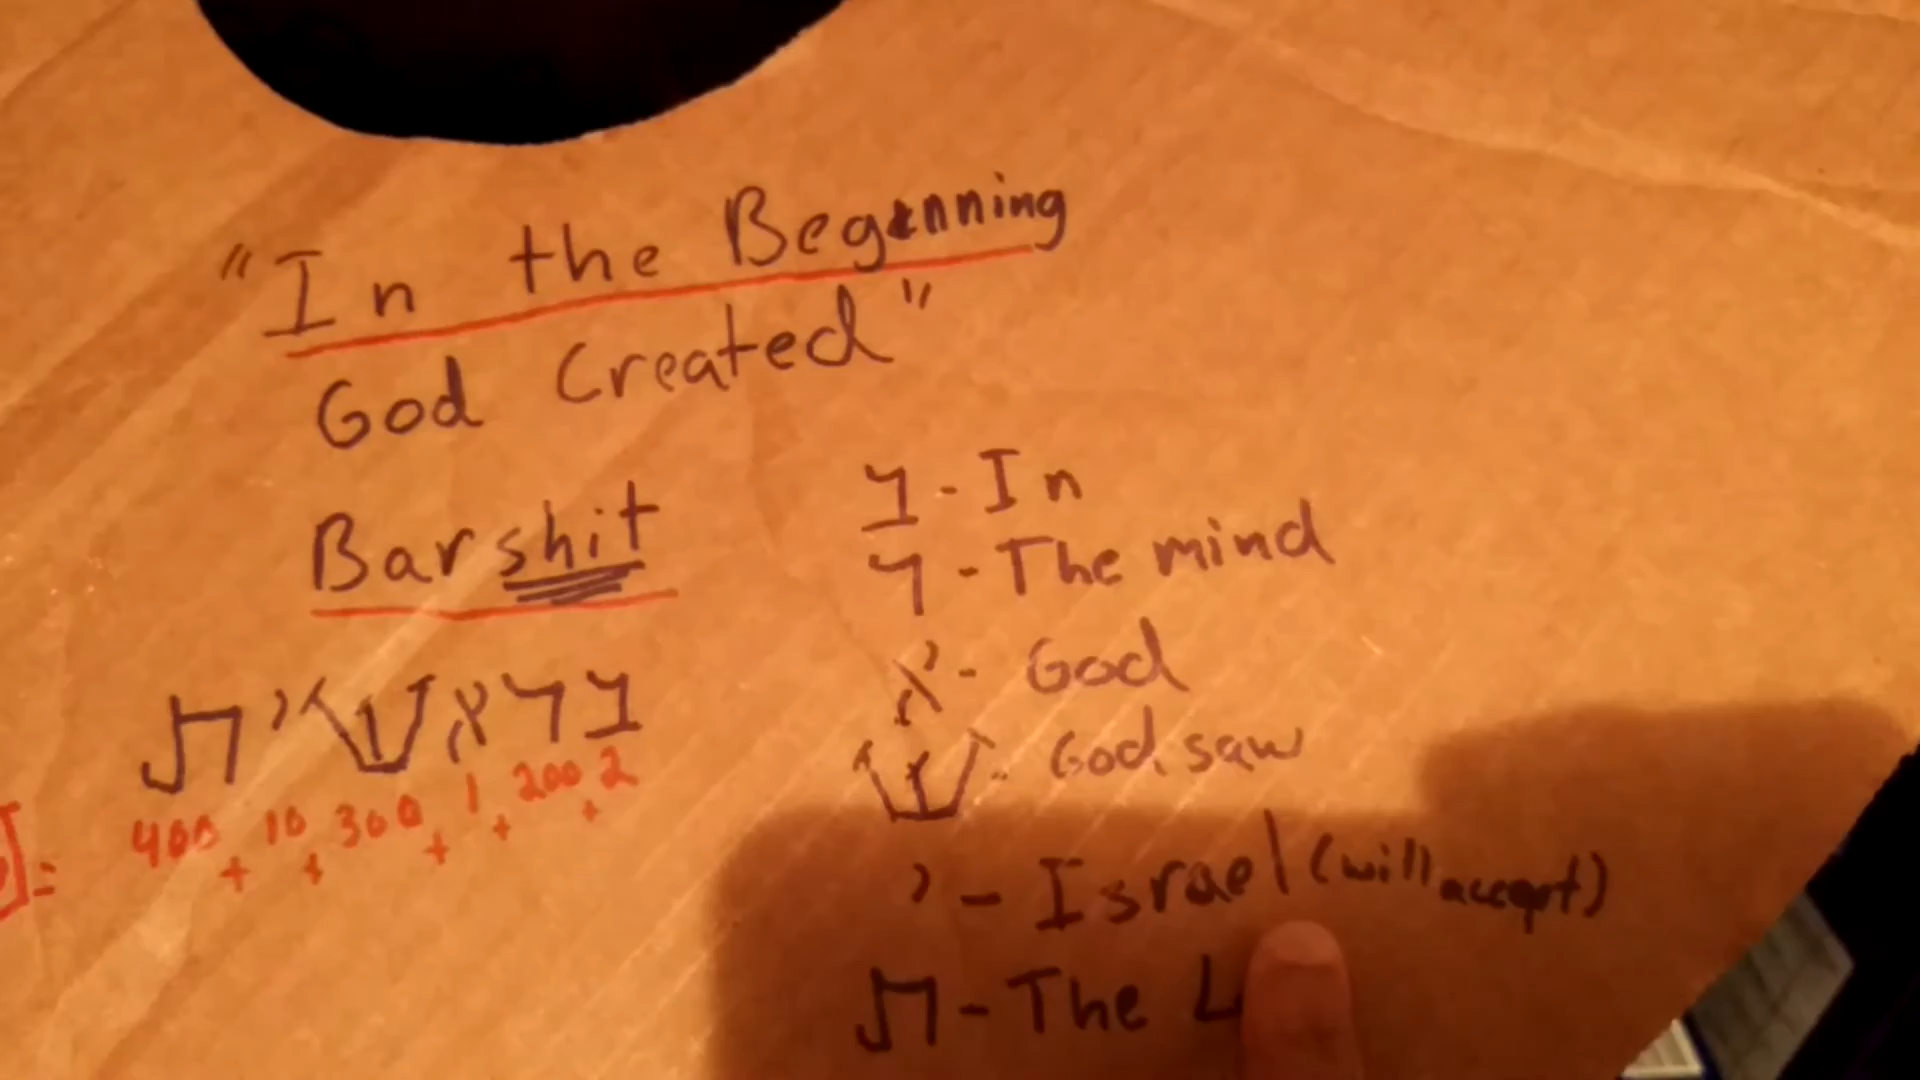 "In the Beginning
God Created"
Barshit
בראשית
400 + 10 + 300 + 1 + 200 + 2
=
ב - In
ר - The mind
א - God
ש - God saw
י - Israel (will accept)
ת - The L